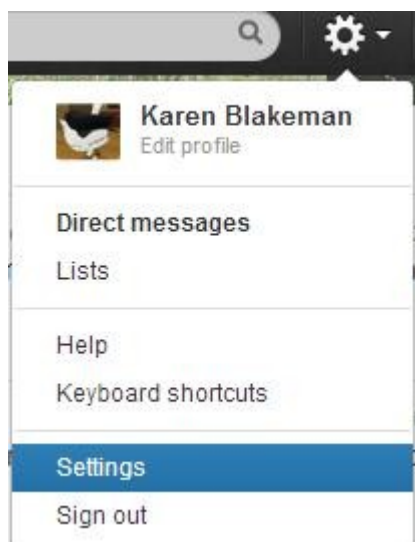 Karen Blakeman
Edit profile
Direct messages
Lists
Help
Keyboard shortcuts
Settings
Sign out